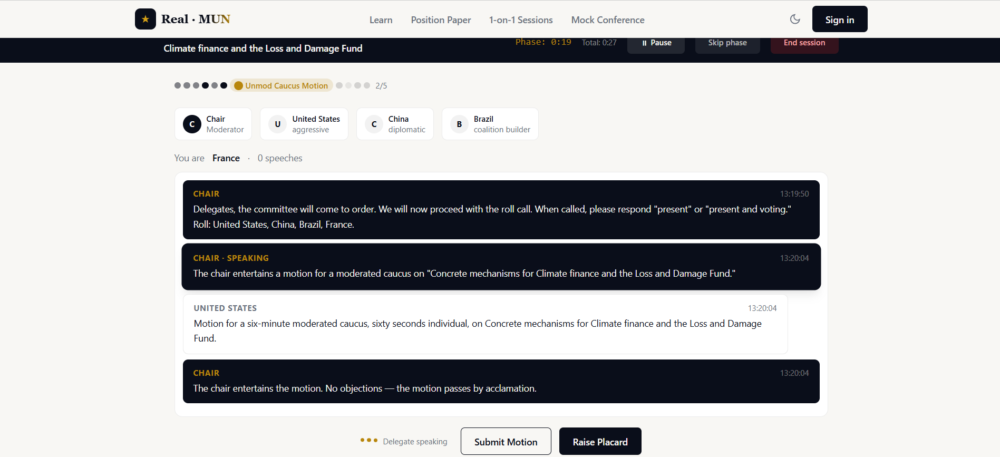 ★ Real · MUN
Learn Position Paper 1-on-1 Sessions Mock Conference
Sign in
Climate finance and the Loss and Damage Fund
Phase: 0:19 Total: 0:27 Pause Skip phase End session
Unmod Caucus Motion 2/5
C Chair
Moderator
U United States
aggressive
C China
diplomatic
B Brazil
coalition builder
You are France · 0 speeches
CHAIR 13:19:50
Delegates, the committee will come to order. We will now proceed with the roll call. When called, please respond "present" or "present and voting."
Roll: United States, China, Brazil, France.
CHAIR · SPEAKING 13:20:04
The chair entertains a motion for a moderated caucus on "Concrete mechanisms for Climate finance and the Loss and Damage Fund."
UNITED STATES 13:20:04
Motion for a six-minute moderated caucus, sixty seconds individual, on Concrete mechanisms for Climate finance and the Loss and Damage
Fund.
CHAIR 13:20:04
The chair entertains the motion. No objections — the motion passes by acclamation.
Delegate speaking Submit Motion Raise Placard